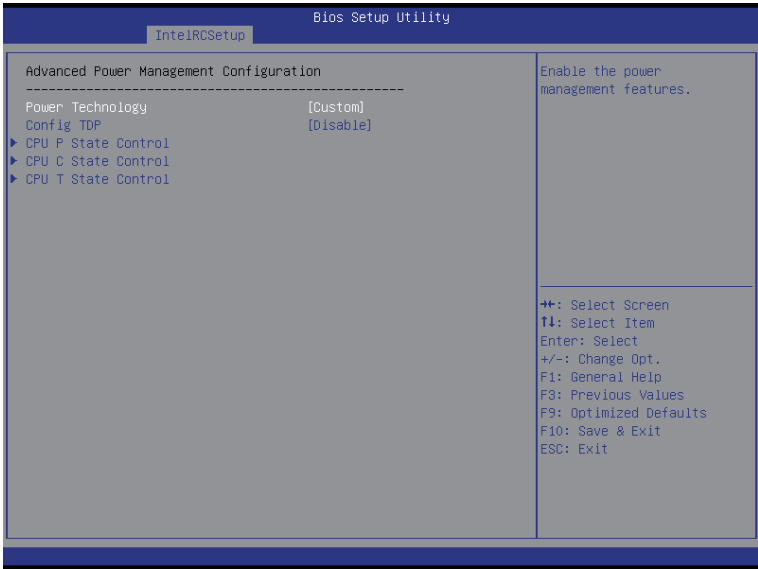 Bios Setup Utility
IntelRCSetup
Advanced Power Management Configuration
--------------------------------------------------
Power Technology [Custom]
Config TDP [Disable]
CPU P State Control
CPU C State Control
CPU T State Control
Enable the power
management features.
→←: Select Screen
↑↓: Select Item
Enter: Select
+/-: Change Opt.
F1: General Help
F3: Previous Values
F9: Optimized Defaults
F10: Save & Exit
ESC: Exit